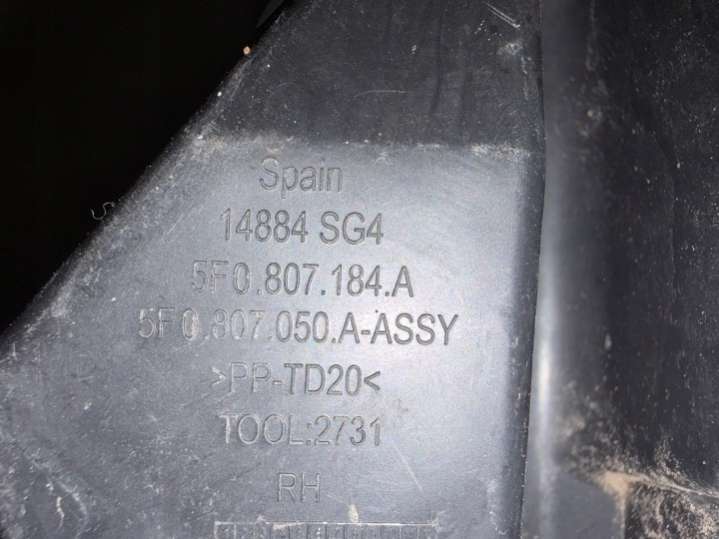 Spain
14884 SG4
5F0.807.184.A
5F0.807.050.A-ASSY
>PP-TD20<
TOOL:2731
RH